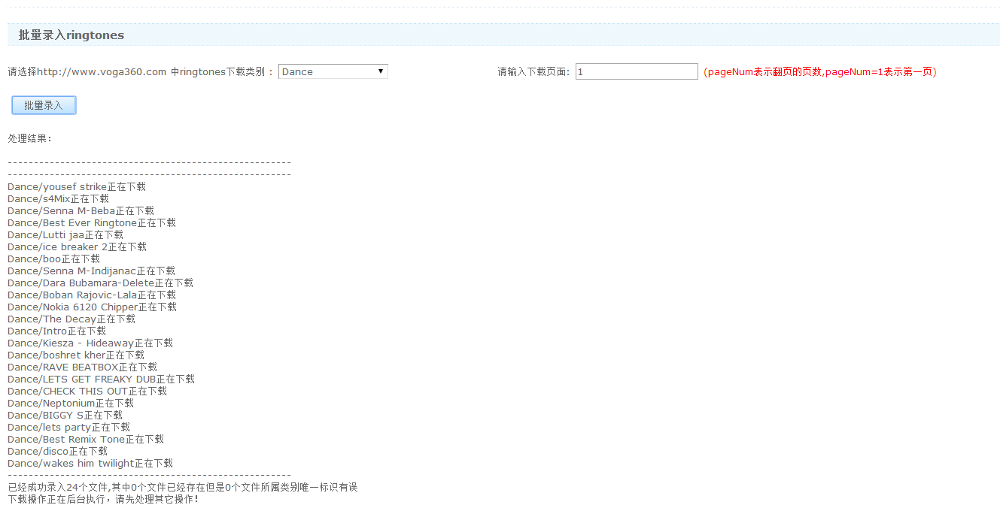 批量录入ringtones
请选择http://www.voga360.com 中ringtones下载类别： Dance 请输入下载页面: 1 (pageNum表示翻页的页数,pageNum=1表示第一页)
批量录入
处理结果：
------------------------------------------------------
------------------------------------------------------
Dance/yousef strike正在下载
Dance/s4Mix正在下载
Dance/Senna M-Beba正在下载
Dance/Best Ever Ringtone正在下载
Dance/Lutti jaa正在下载
Dance/ice breaker 2正在下载
Dance/boo正在下载
Dance/Senna M-Indijanac正在下载
Dance/Dara Bubamara-Delete正在下载
Dance/Boban Rajovic-Lala正在下载
Dance/Nokia 6120 Chipper正在下载
Dance/The Decay正在下载
Dance/Intro正在下载
Dance/Kiesza - Hideaway正在下载
Dance/boshret kher正在下载
Dance/RAVE BEATBOX正在下载
Dance/LETS GET FREAKY DUB正在下载
Dance/CHECK THIS OUT正在下载
Dance/Neptonium正在下载
Dance/BIGGY S正在下载
Dance/lets party正在下载
Dance/Best Remix Tone正在下载
Dance/disco正在下载
Dance/wakes him twilight正在下载
------------------------------------------------------
已经成功录入24个文件,其中0个文件已经存在但是0个文件所属类别唯一标识有误
下载操作正在后台执行，请先处理其它操作！